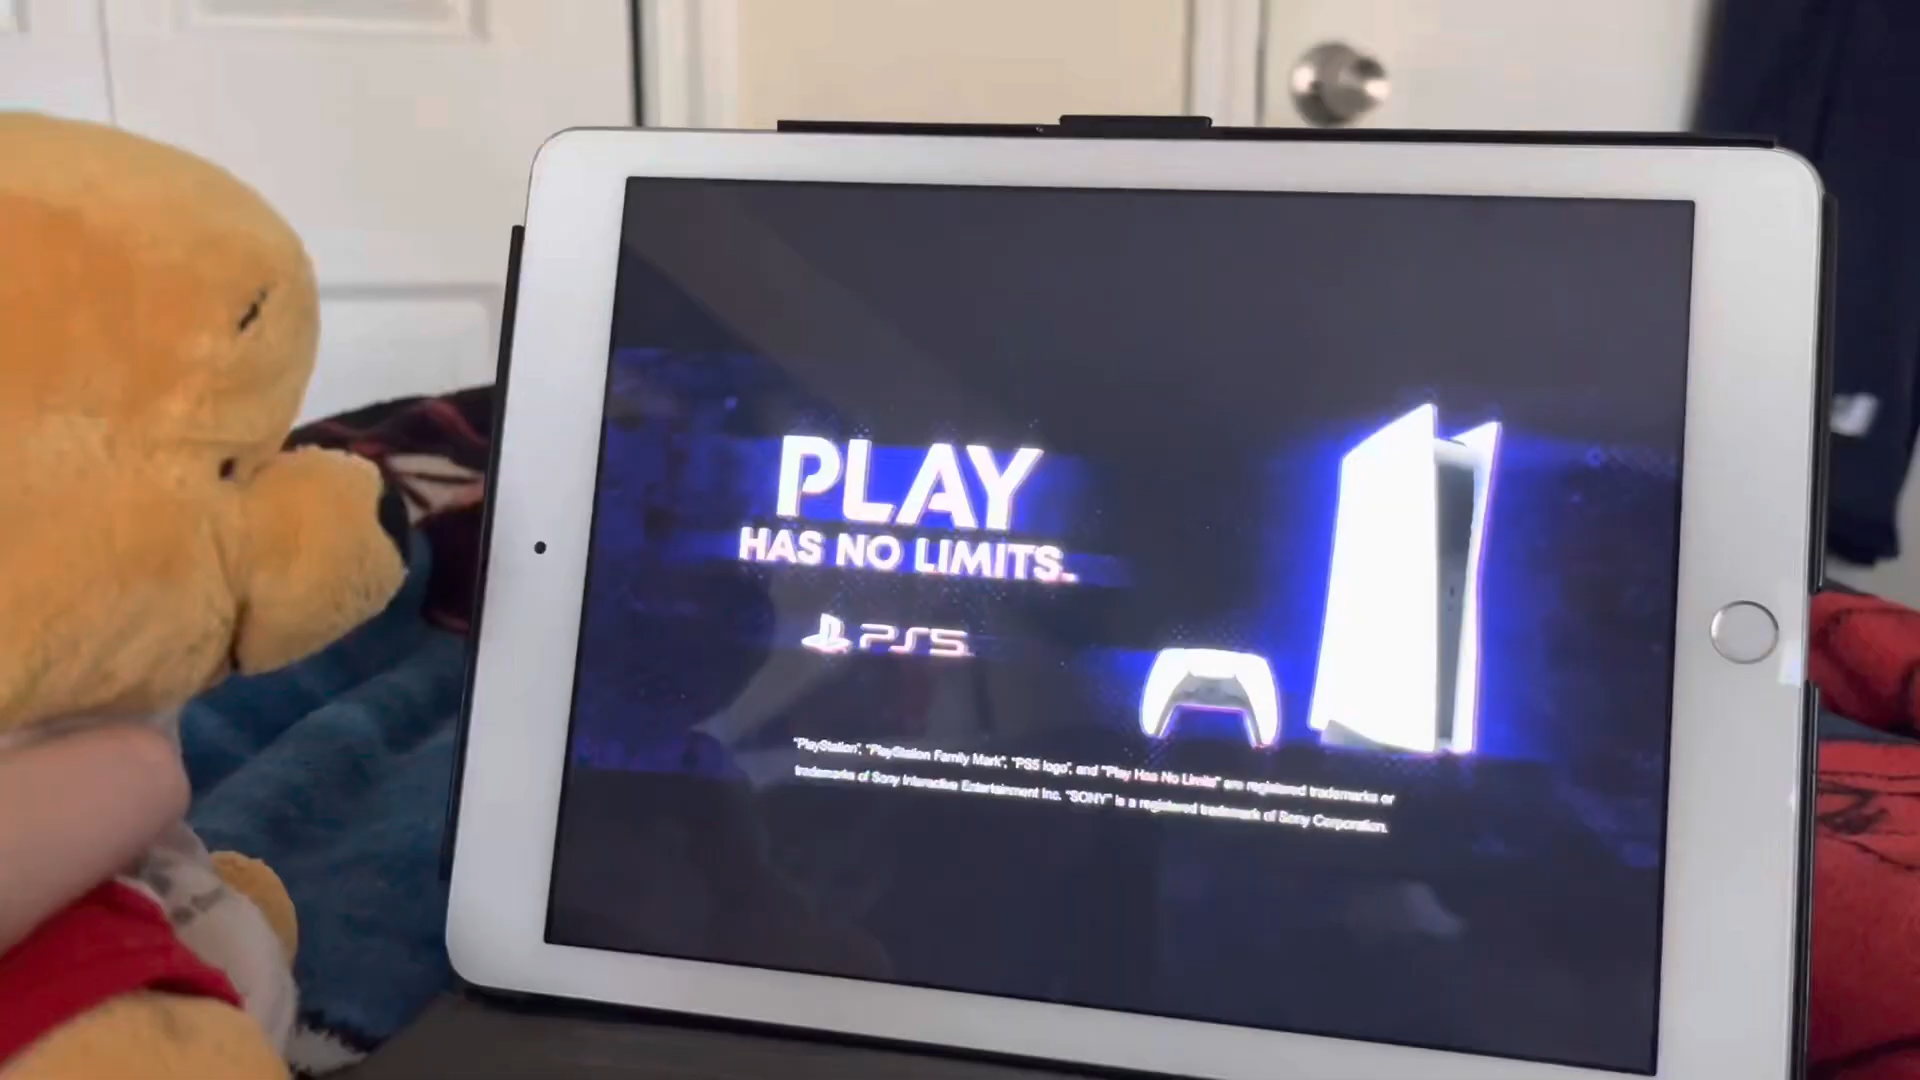 PLAY
HAS NO LIMITS™
PS5
"PlayStation", "PlayStation Family Mark", "PS5 logo", and "Play Has No Limits" are registered trademarks or
trademarks of Sony Interactive Entertainment Inc. "SONY" is a registered trademark of Sony Corporation.